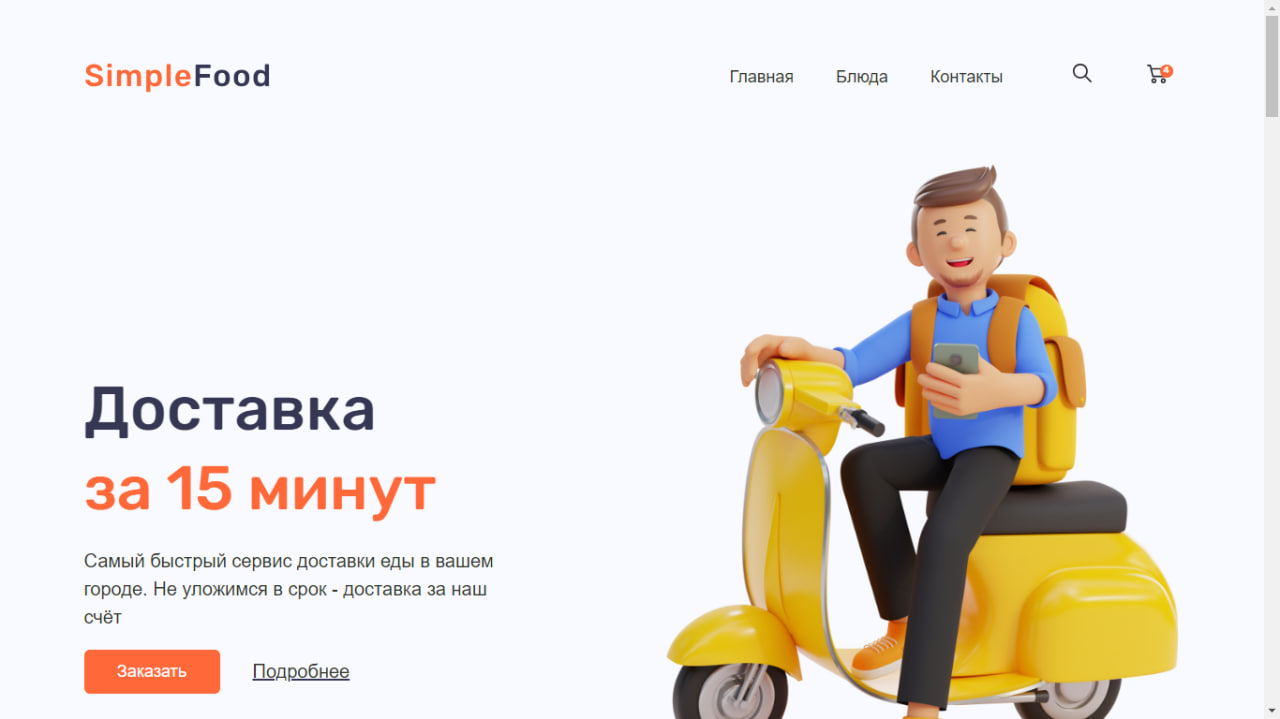 SimpleFood
Главная
Блюда
Контакты
4
Доставка
за 15 минут
Самый быстрый сервис доставки еды в вашем
городе. Не уложимся в срок - доставка за наш
счёт
Заказать
Подробнее